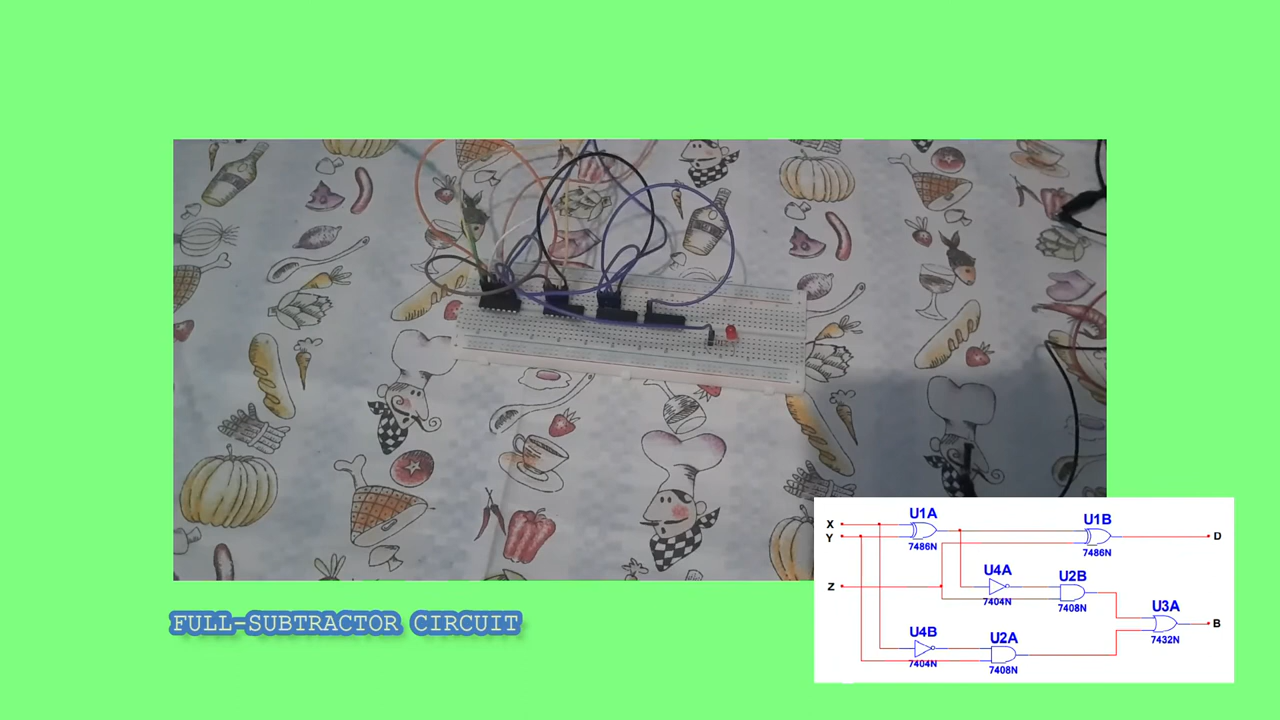 FULL-SUBTRACTOR CIRCUIT
X
Y
Z
U1A
7486N
U1B
7486N
D
U4A
7404N
U2B
7408N
U3A
7432N
B
U4B
7404N
U2A
7408N